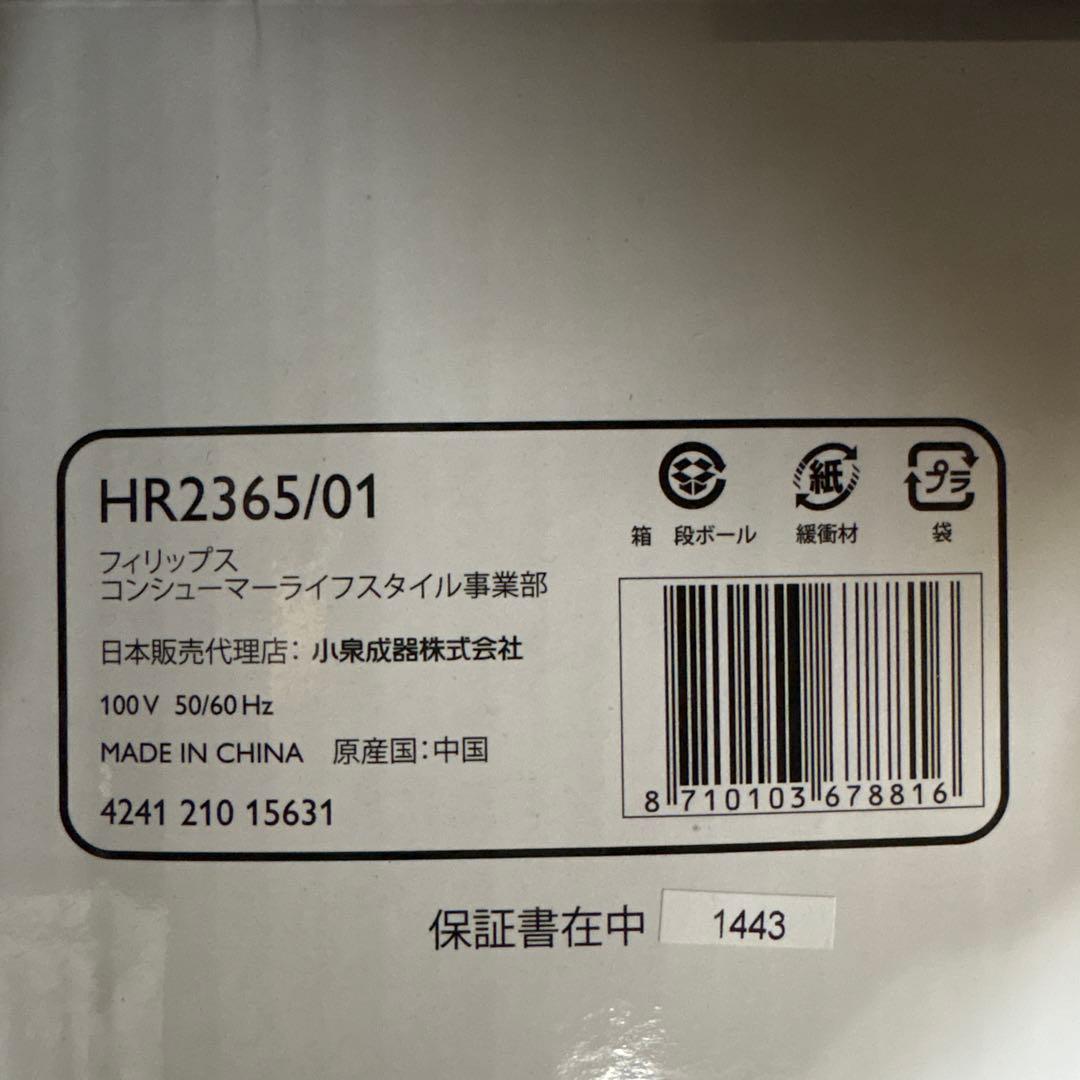 HR2365/01
フィリップス
コンシューマーライフスタイル事業部
日本販売代理店：小泉成器株式会社
100V 50/60Hz
MADE IN CHINA 原産国：中国
4241 210 15631
紙 プラ
箱 段ボール 緩衝材 袋
8 710103 678816
保証書在中 1443